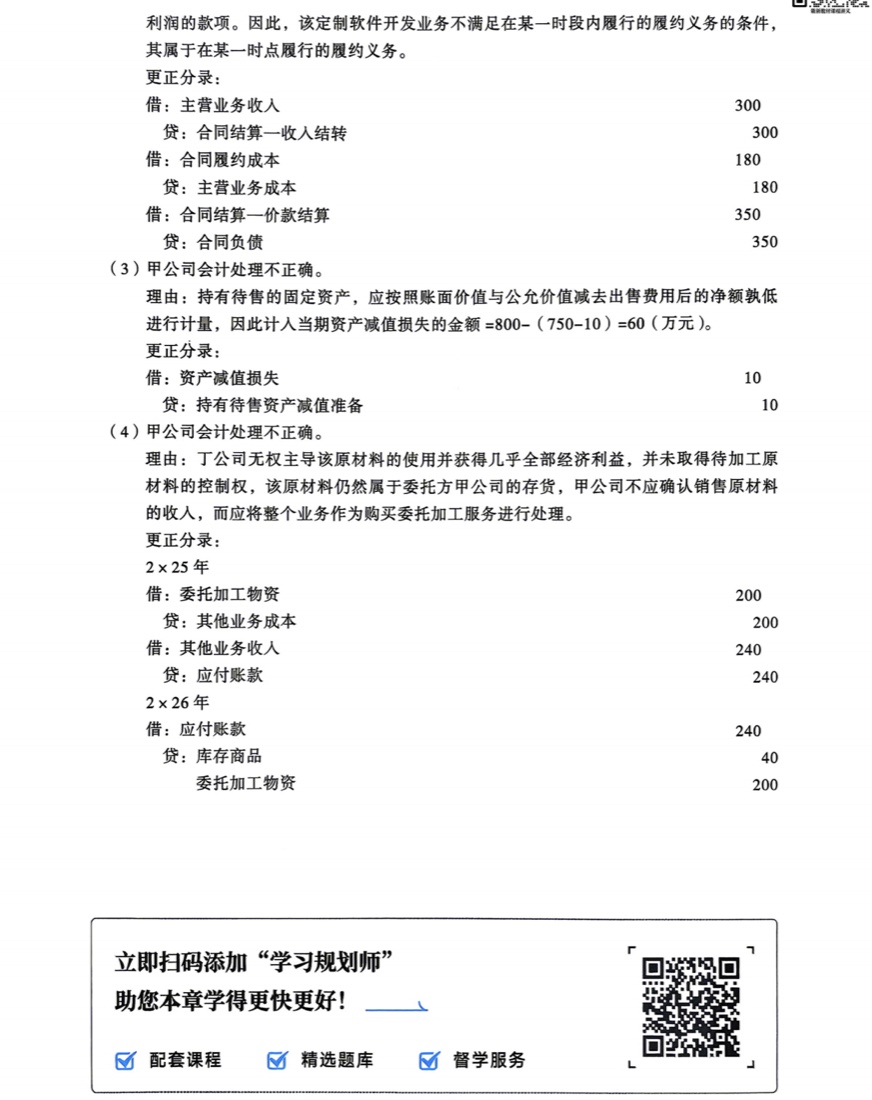 利润的款项。因此，该定制软件开发业务不满足在某一时段内履行的履约义务的条件，
其属于在某一时点履行的履约义务。
更正分录：
借：主营业务收入 300
贷：合同结算—收入结转 300
借：合同履约成本 180
贷：主营业务成本 180
借：合同结算—价款结算 350
贷：合同负债 350
（3）甲公司会计处理不正确。
理由：持有待售的固定资产，应按照账面价值与公允价值减去出售费用后的净额孰低
进行计量，因此计入当期资产减值损失的金额 =800-（750-10）=60（万元）。
更正分录：
借：资产减值损失 10
贷：持有待售资产减值准备 10
（4）甲公司会计处理不正确。
理由：丁公司无权主导该原材料的使用并获得几乎全部经济利益，并未取得待加工原
材料的控制权，该原材料仍然属于委托方甲公司的存货，甲公司不应确认销售原材料
的收入，而应将整个业务作为购买委托加工服务进行处理。
更正分录：
2×25 年
借：委托加工物资 200
贷：其他业务成本 200
借：其他业务收入 240
贷：应付账款 240
2×26 年
借：应付账款 240
贷：库存商品 40
委托加工物资 200
立即扫码添加“学习规划师”
助您本章学得更快更好！
配套课程 精选题库 督学服务